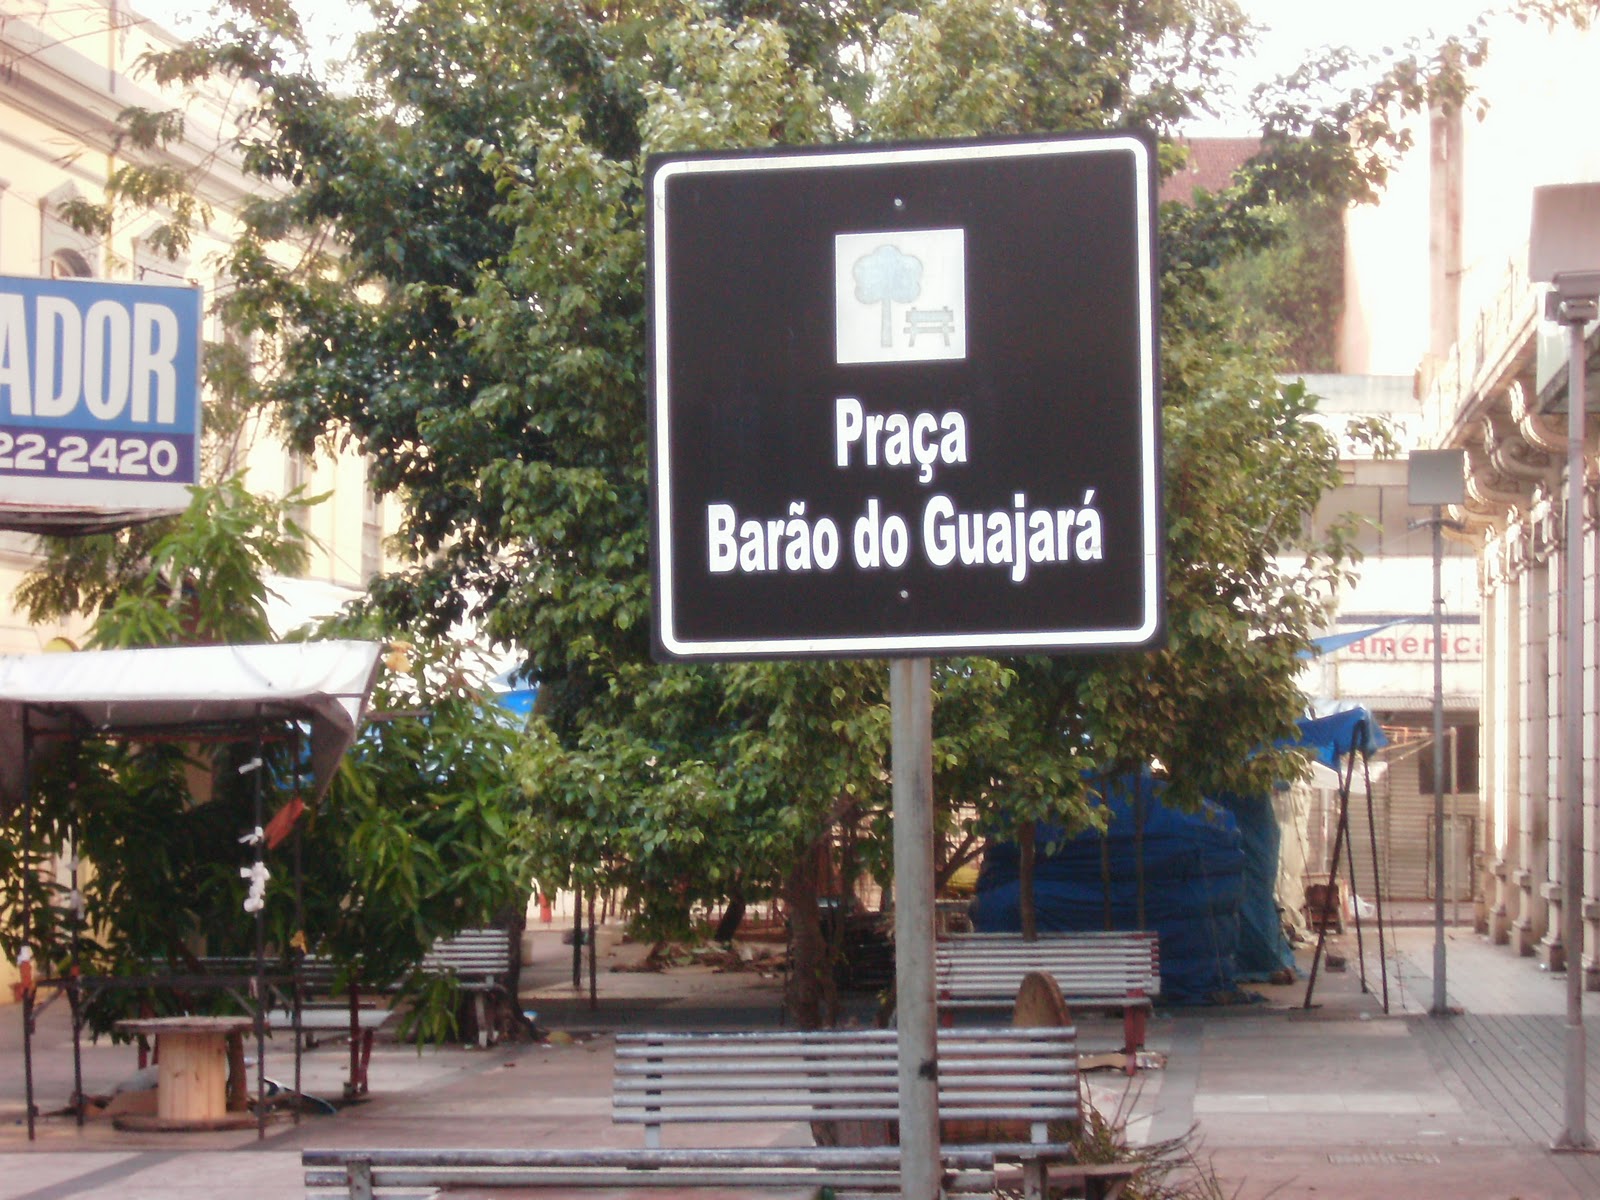 ADOR
22-2420
Praça
Barão do Guajará
america